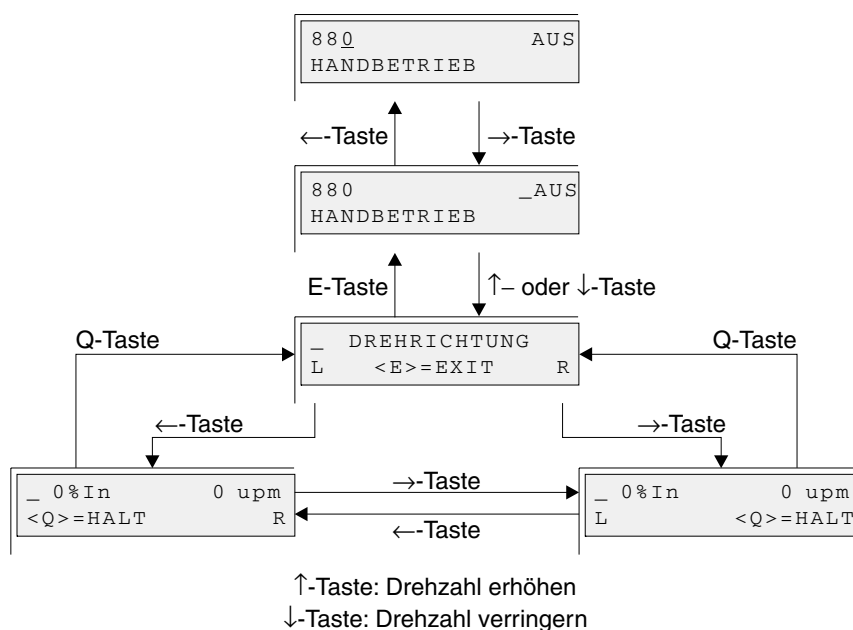 880 AUS
HANDBETRIEB
←-Taste →-Taste
880 _AUS
HANDBETRIEB
E-Taste ↑– oder ↓-Taste
Q-Taste Q-Taste
_ DREHRICHTUNG
L <E>=EXIT R
←-Taste →-Taste
_ 0%In 0 upm
<Q>=HALT R
→-Taste
←-Taste
_ 0%In 0 upm
L <Q>=HALT
↑-Taste: Drehzahl erhöhen
↓-Taste: Drehzahl verringern